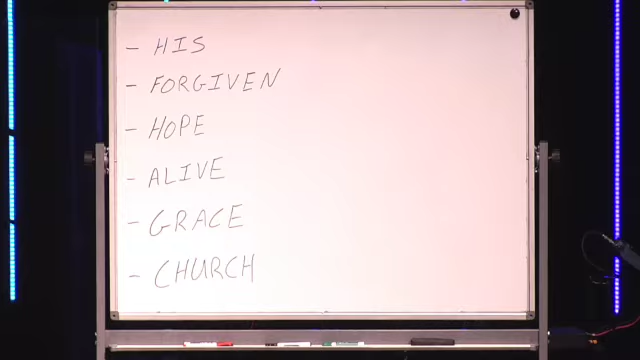 - HIS
- FORGIVEN
- HOPE
- ALIVE
- GRACE
- CHURCH